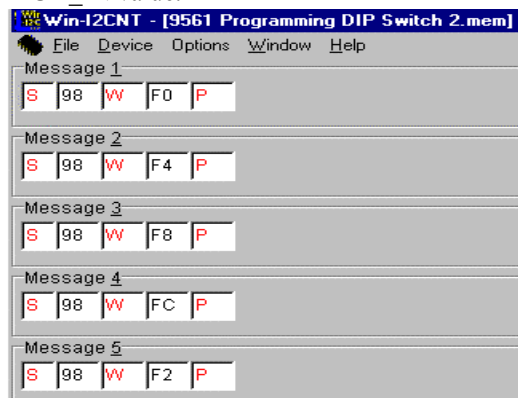 Win-I2CNT - [9561 Programming DIP Switch 2.mem]
File Device Options Window Help
Message 1
S 98 W F0 P
Message 2
S 98 W F4 P
Message 3
S 98 W F8 P
Message 4
S 98 W FC P
Message 5
S 98 W F2 P